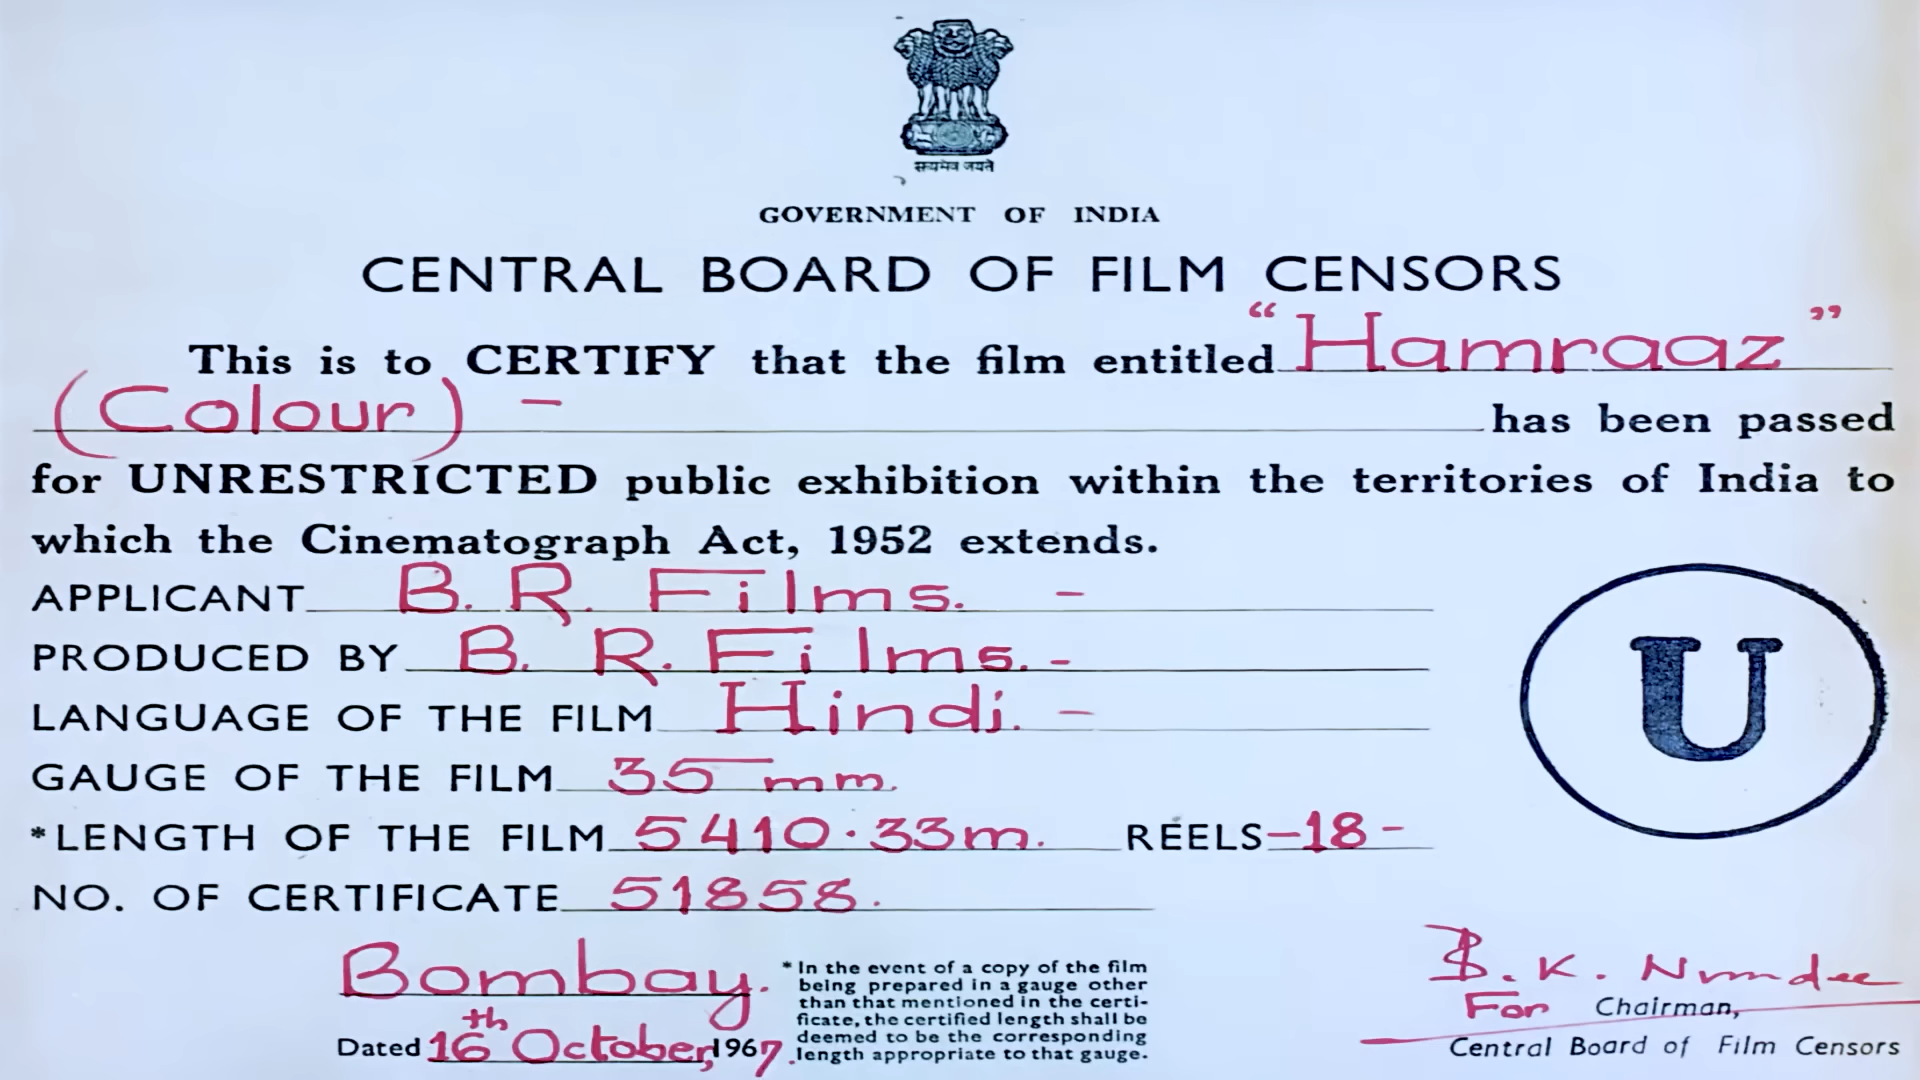 सत्यमेव जयते
GOVERNMENT OF INDIA
CENTRAL BOARD OF FILM CENSORS
This is to CERTIFY that the film entitled "Hamraaz"
(Colour) - has been passed
for UNRESTRICTED public exhibition within the territories of India to
which the Cinematograph Act, 1952 extends.
APPLICANT B. R. Films. -
PRODUCED BY B. R. Films. -
LANGUAGE OF THE FILM Hindi. -
GAUGE OF THE FILM 35 mm.
*LENGTH OF THE FILM 5410.33m. REELS -18-
NO. OF CERTIFICATE 51858.
U
Bombay.
Dated 16th October, 1967.
* In the event of a copy of the film
being prepared in a gauge other
than that mentioned in the certi-
ficate, the certified length shall be
deemed to be the corresponding
length appropriate to that gauge.
B. K. 
For Chairman,
Central Board of Film Censors